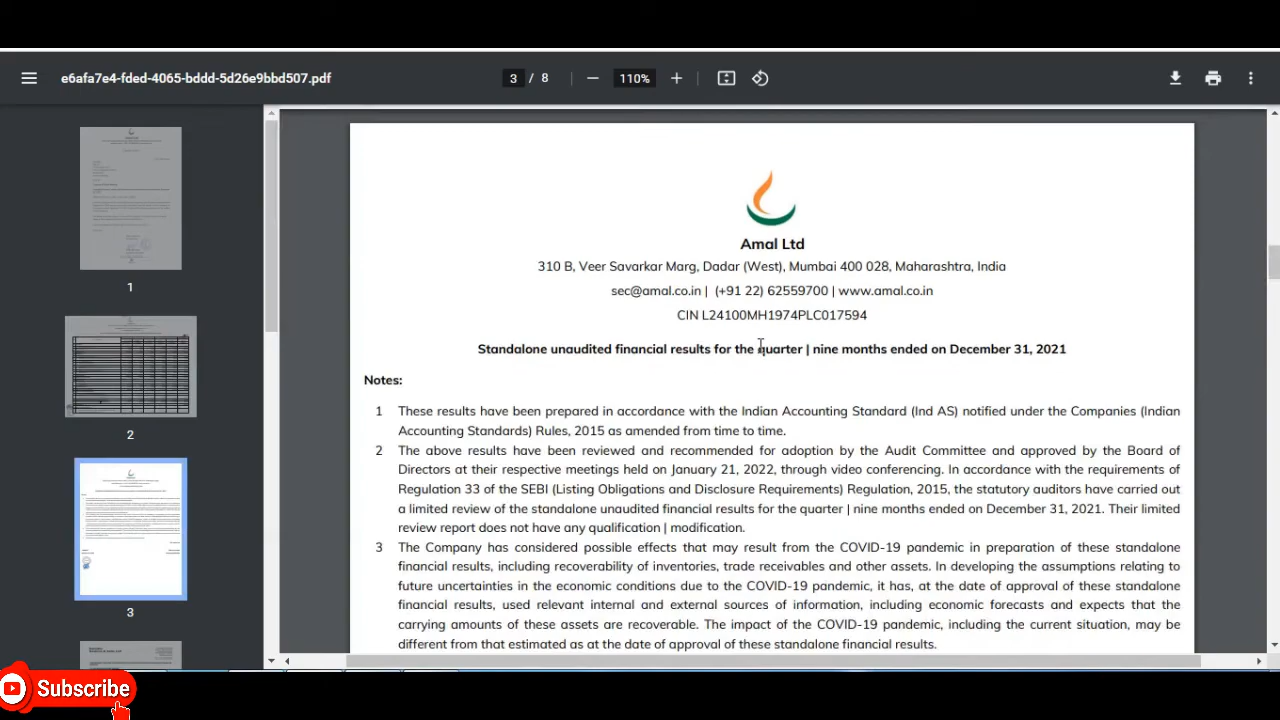 e6afa7e4-fded-4065-bddd-5d26e9bbd507.pdf
3 / 8
110%
1
2
3
Amal Ltd
310 B, Veer Savarkar Marg, Dadar (West), Mumbai 400 028, Maharashtra, India
sec@amal.co.in | (+91 22) 62559700 | www.amal.co.in
CIN L24100MH1974PLC017594
Standalone unaudited financial results for the quarter | nine months ended on December 31, 2021
Notes:
1 These results have been prepared in accordance with the Indian Accounting Standard (Ind AS) notified under the Companies (Indian
Accounting Standards) Rules, 2015 as amended from time to time.
2 The above results have been reviewed and recommended for adoption by the Audit Committee and approved by the Board of
Directors at their respective meetings held on January 21, 2022, through video conferencing. In accordance with the requirements of
Regulation 33 of the SEBI (Listing Obligations and Disclosure Requirements) Regulation, 2015, the statutory auditors have carried out
a limited review of the standalone unaudited financial results for the quarter | nine months ended on December 31, 2021. Their limited
review report does not have any qualification | modification.
3 The Company has considered possible effects that may result from the COVID-19 pandemic in preparation of these standalone
financial results, including recoverability of inventories, trade receivables and other assets. In developing the assumptions relating to
future uncertainties in the economic conditions due to the COVID-19 pandemic, it has, at the date of approval of these standalone
financial results, used relevant internal and external sources of information, including economic forecasts and expects that the
carrying amounts of these assets are recoverable. The impact of the COVID-19 pandemic, including the current situation, may be
different from that estimated as at the date of approval of these standalone financial results.
Subscribe